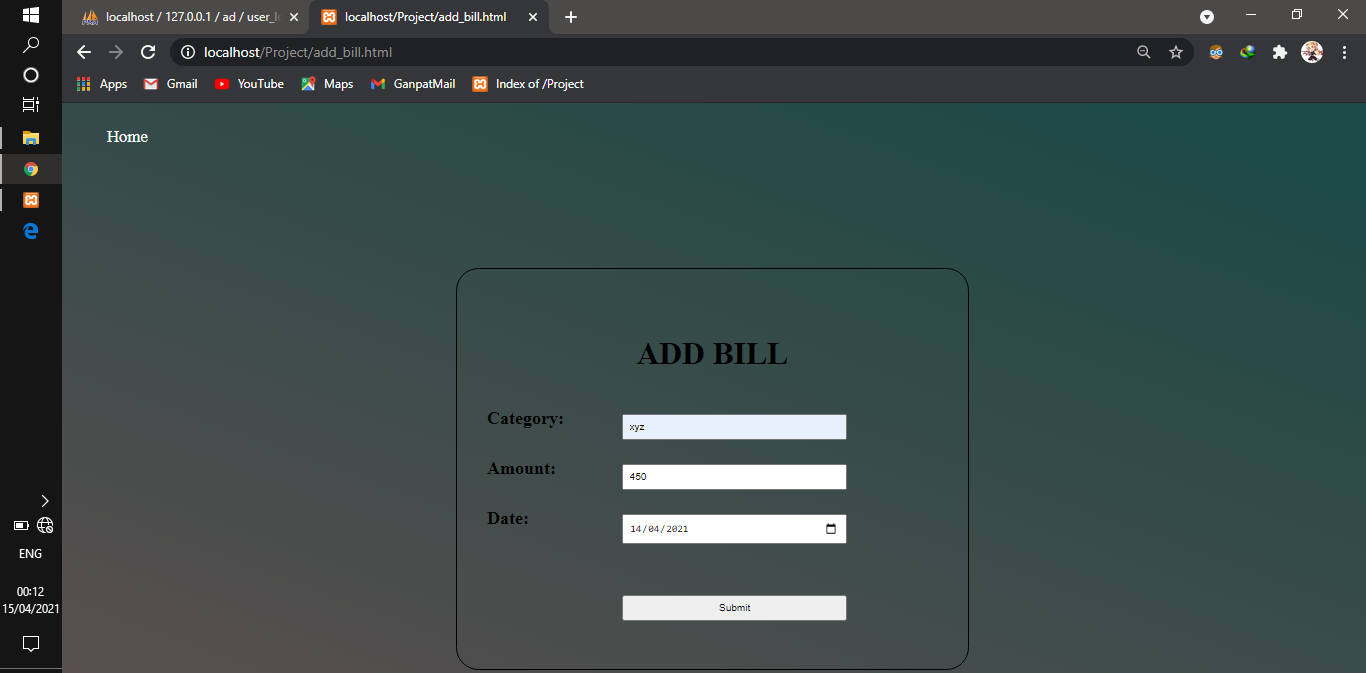 localhost / 127.0.0.1 / ad / user_l
localhost/Project/add_bill.html
localhost/Project/add_bill.html
Apps
Gmail
YouTube
Maps
GanpatMail
Index of /Project
Home
ADD BILL
Category:
xyz
Amount:
450
Date:
14/04/2021
Submit
ENG
00:12
15/04/2021